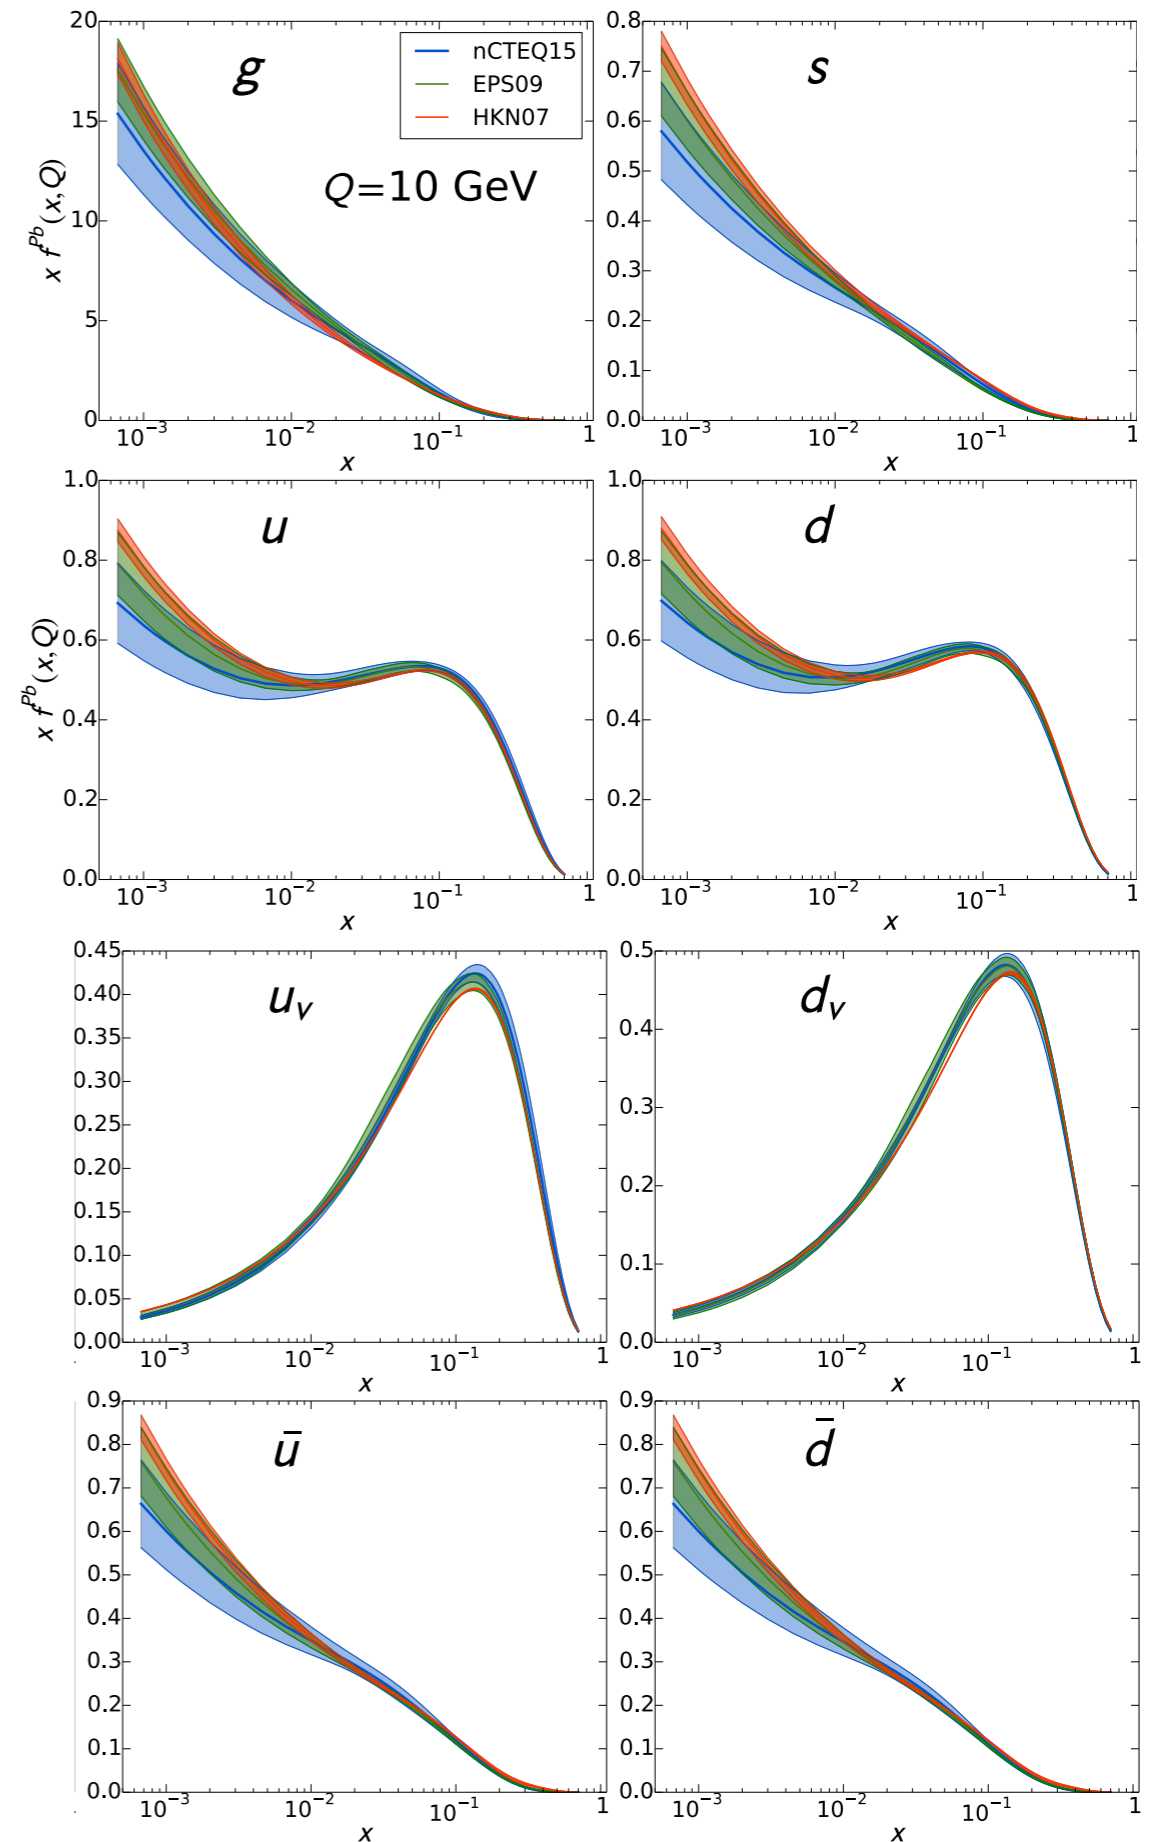 20
15
10
5
0
g
nCTEQ15
EPS09
HKN07
Q=10 GeV
x f^{Pb}(x,Q)
10^{-3} 10^{-2} 10^{-1} 1
x
0.8
0.7
0.6
0.5
0.4
0.3
0.2
0.1
0.0
s
10^{-3} 10^{-2} 10^{-1} 1
x
1.0
0.8
0.6
0.4
0.2
0.0
u
x f^{Pb}(x,Q)
10^{-3} 10^{-2} 10^{-1} 1
x
1.0
0.8
0.6
0.4
0.2
0.0
d
10^{-3} 10^{-2} 10^{-1} 1
x
0.45
0.40
0.35
0.30
0.25
0.20
0.15
0.10
0.05
0.00
u_v
10^{-3} 10^{-2} 10^{-1} 1
x
0.5
0.4
0.3
0.2
0.1
0.0
d_v
10^{-3} 10^{-2} 10^{-1} 1
x
0.9
0.8
0.7
0.6
0.5
0.4
0.3
0.2
0.1
0.0
ū
10^{-3} 10^{-2} 10^{-1} 1
x
0.9
0.8
0.7
0.6
0.5
0.4
0.3
0.2
0.1
0.0
d̄
10^{-3} 10^{-2} 10^{-1} 1
x